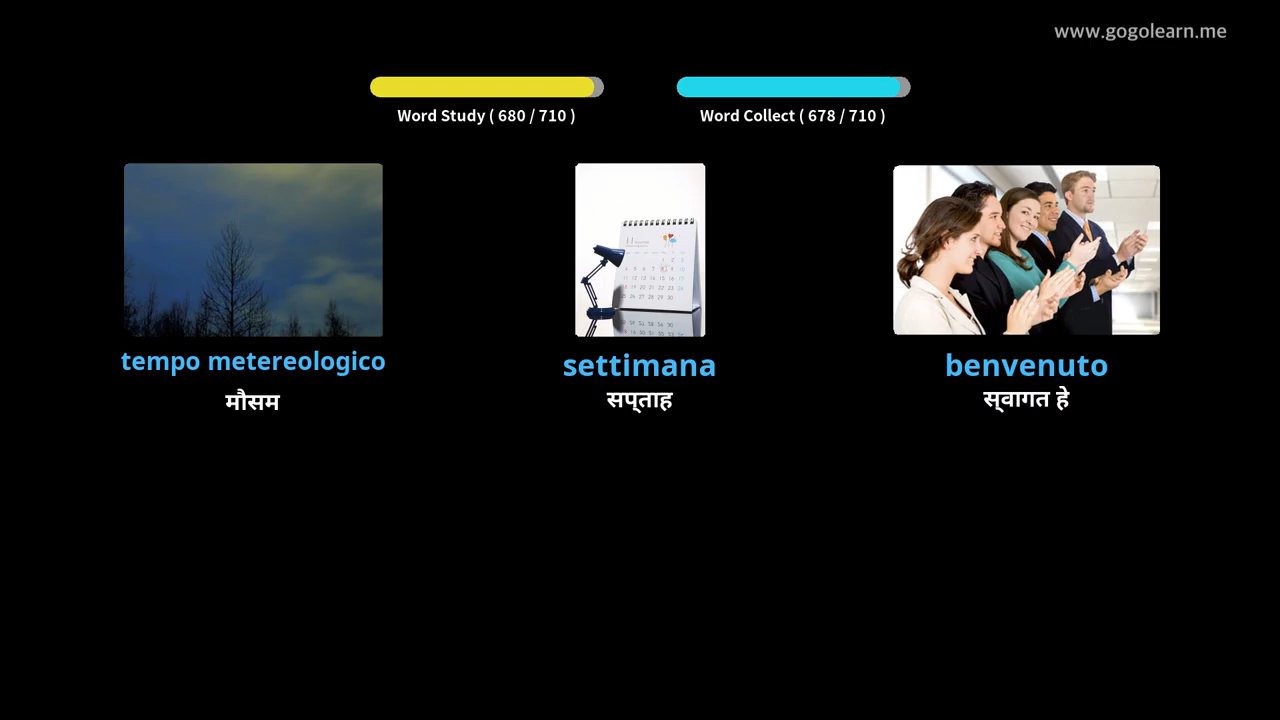 www.gogolearn.me
Word Study ( 680 / 710 )
Word Collect ( 678 / 710 )
tempo metereologico
settimana
benvenuto
मौसम
सप्ताह
स्वागत हे